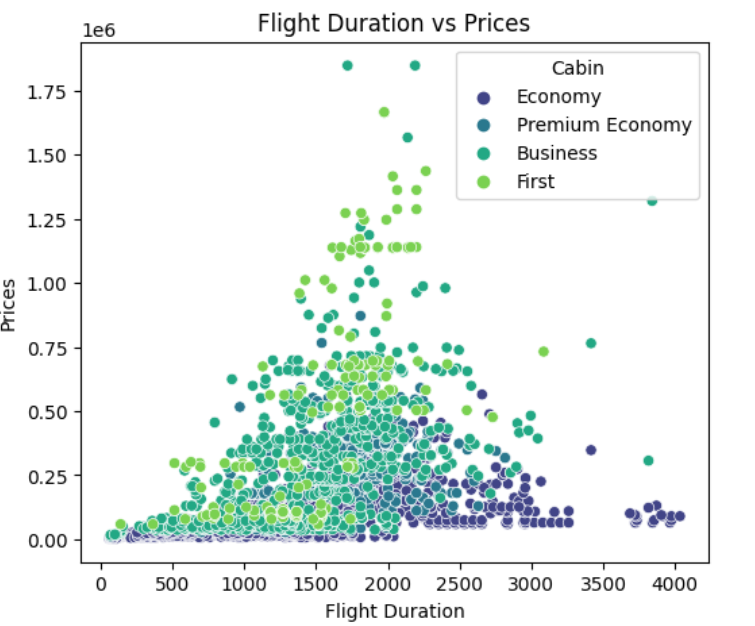 Flight Duration vs Prices
1e6
Cabin
Economy
Premium Economy
Business
First
1.75
1.50
1.25
1.00
0.75
0.50
0.25
0.00
Prices
0 500 1000 1500 2000 2500 3000 3500 4000
Flight Duration